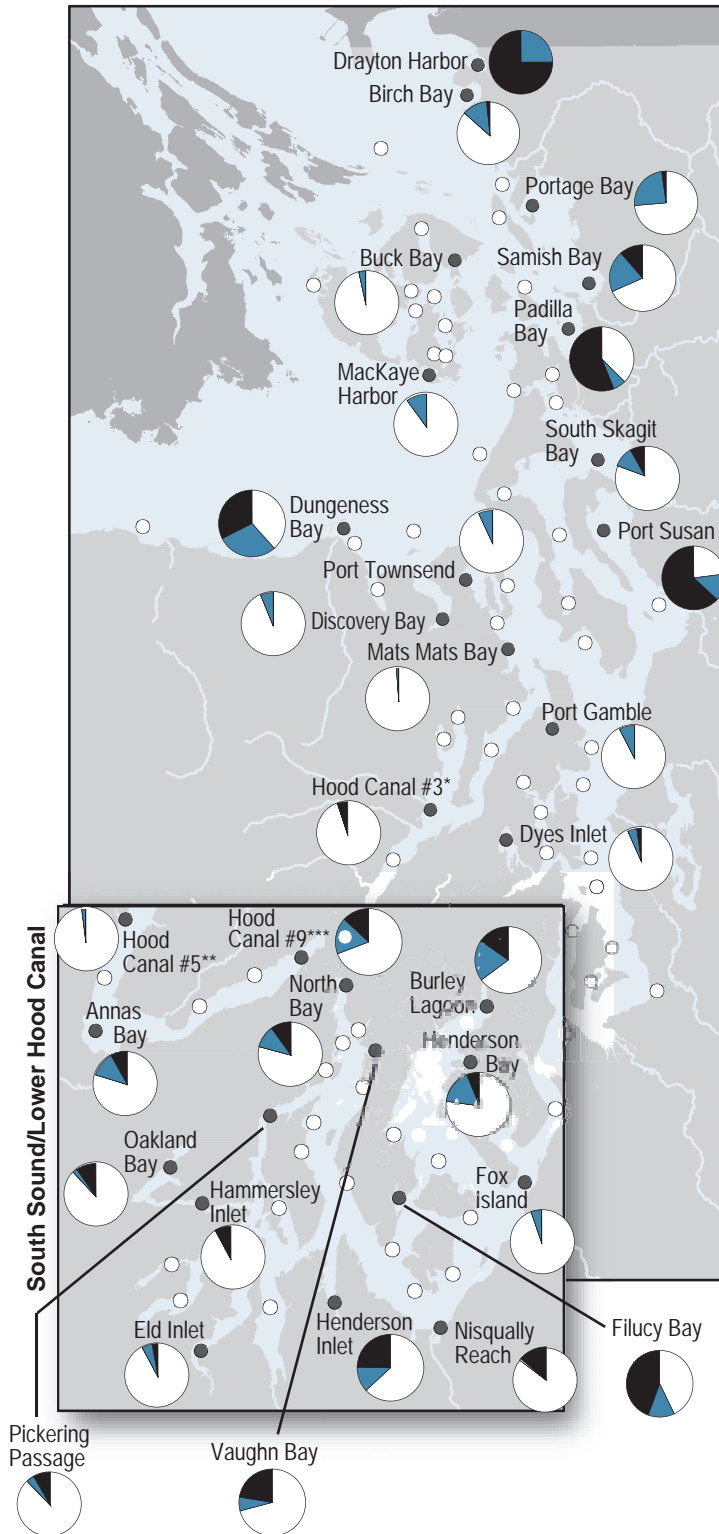 Drayton Harbor
Birch Bay
Portage Bay
Buck Bay
Samish Bay
Padilla
Bay
MacKaye
Harbor
South Skagit
Bay
Dungeness
Bay
Port Susan
Port Townsend
Discovery Bay
Mats Mats Bay
Port Gamble
Hood Canal #3*
Dyes Inlet
South Sound/Lower Hood Canal
Hood
Canal #5**
Hood
Canal #9***
North
Bay
Burley
Lagoon
Annas
Bay
Henderson
Bay
Oakland
Bay
Hammersley
Inlet
Fox
island
Eld Inlet
Henderson
Inlet
Nisqually
Reach
Filucy Bay
Pickering
Passage
Vaughn Bay